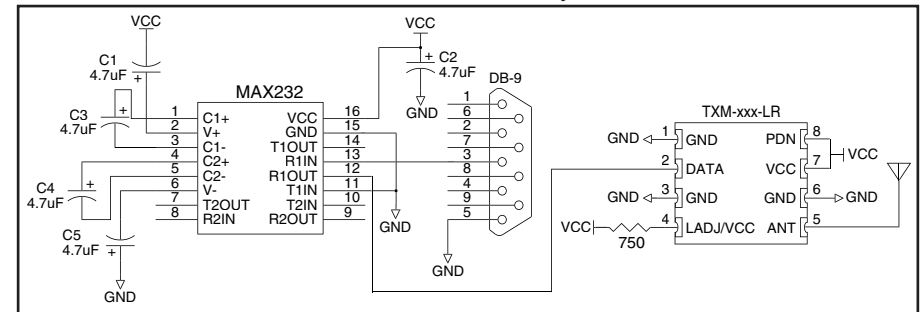 VCC
C1
4.7uF
+
C3
4.7uF
+
C4
4.7uF
+
C5
4.7uF
+
GND
MAX232
1 C1+
2 V+
3 C1-
4 C2+
5 C2-
6 V-
7 T2OUT
8 R2IN
VCC 16
GND 15
T1OUT 14
R1IN 13
R1OUT 12
T1IN 11
T2IN 10
R2OUT 9
VCC
+ C2
4.7uF
GND
GND
DB-9
1
6
2
7
3
8
4
9
5
GND
TXM-xxx-LR
GND 1 GND
2 DATA
GND 3 GND
VCC 750 4 LADJ/VCC
PDN 8
VCC 7 VCC
GND 6 GND
ANT 5